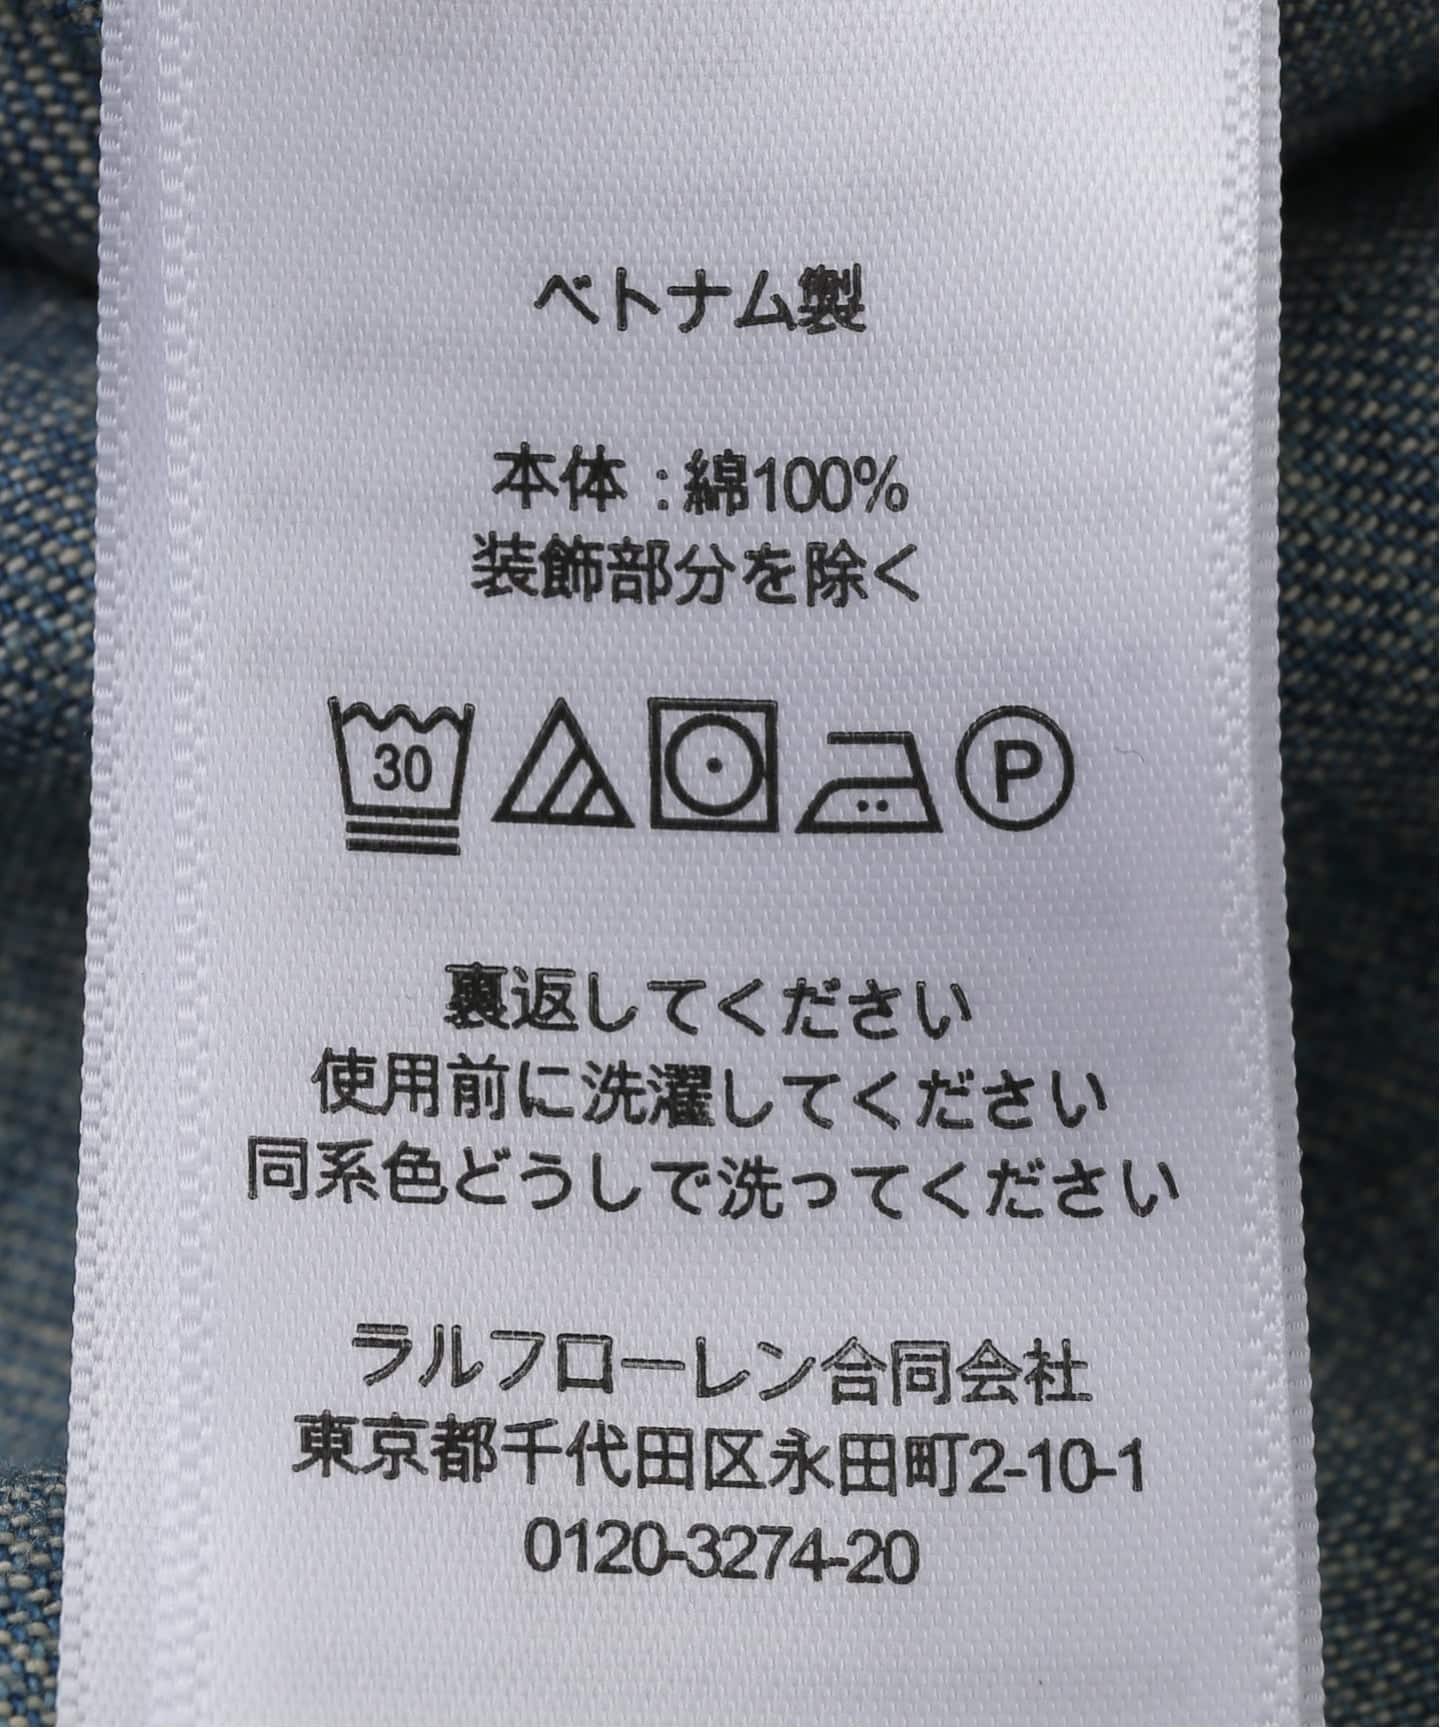 ベトナム製
本体 : 綿100%
装飾部分を除く
30 P
裏返してください
使用前に洗濯してください
同系色どうしで洗ってください
ラルフローレン合同会社
東京都千代田区永田町2-10-1
0120-3274-20